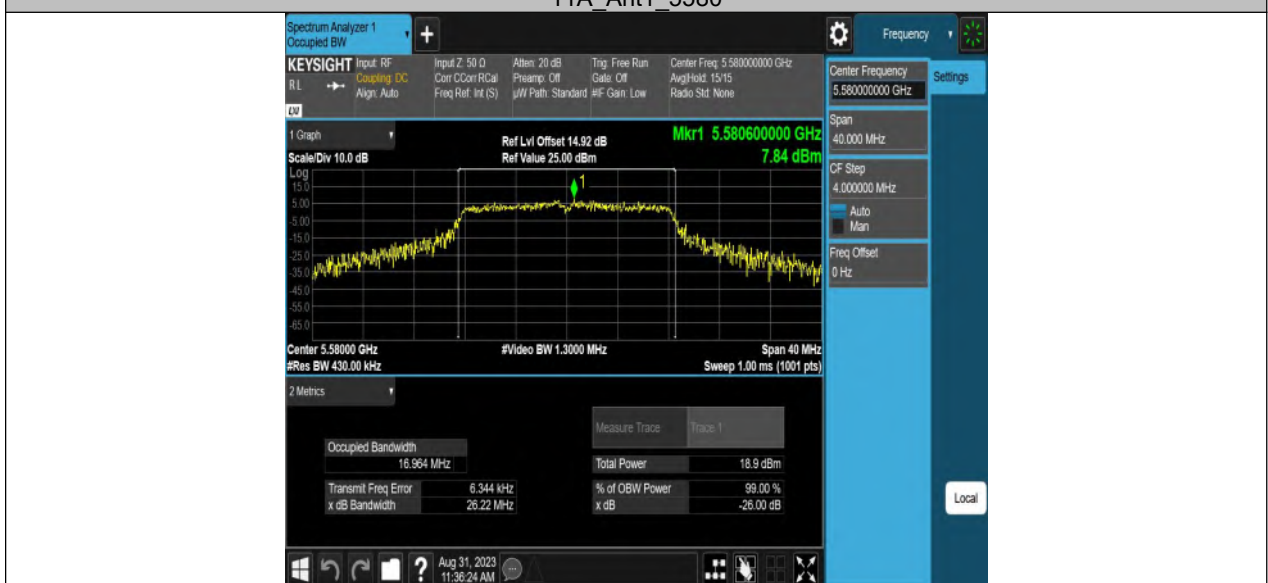 11A_Ant1_5580
Spectrum Analyzer 1
Occupied BW
+
Frequency
KEYSIGHT Input: RF Input Z: 50 Ω Atten: 20 dB Trig: Free Run Center Freq: 5.580000000 GHz
RL Coupling: DC Corr CCorr RCal Preamp: Off Gate: Off Avg|Hold: 15/15
Align: Auto Freq Ref: Int (S) µW Path: Standard #IF Gain: Low Radio Std: None
LXI
Center Frequency
5.580000000 GHz
Settings
Span
40.000 MHz
CF Step
4.000000 MHz
Auto
Man
Freq Offset
0 Hz
Local
1 Graph
Ref Lvl Offset 14.92 dB
Mkr1 5.580600000 GHz
Scale/Div 10.0 dB
Ref Value 25.00 dBm
7.84 dBm
Log
15.0
5.00
-5.00
-15.0
-25.0
-35.0
-45.0
-55.0
-65.0
1
Center 5.58000 GHz #Video BW 1.3000 MHz Span 40 MHz
#Res BW 430.00 kHz Sweep 1.00 ms (1001 pts)
2 Metrics
Measure Trace Trace 1
Occupied Bandwidth
16.964 MHz
Total Power 18.9 dBm
Transmit Freq Error 6.344 kHz % of OBW Power 99.00 %
x dB Bandwidth 26.22 MHz x dB -26.00 dB
?
Aug 31, 2023
11:36:24 AM